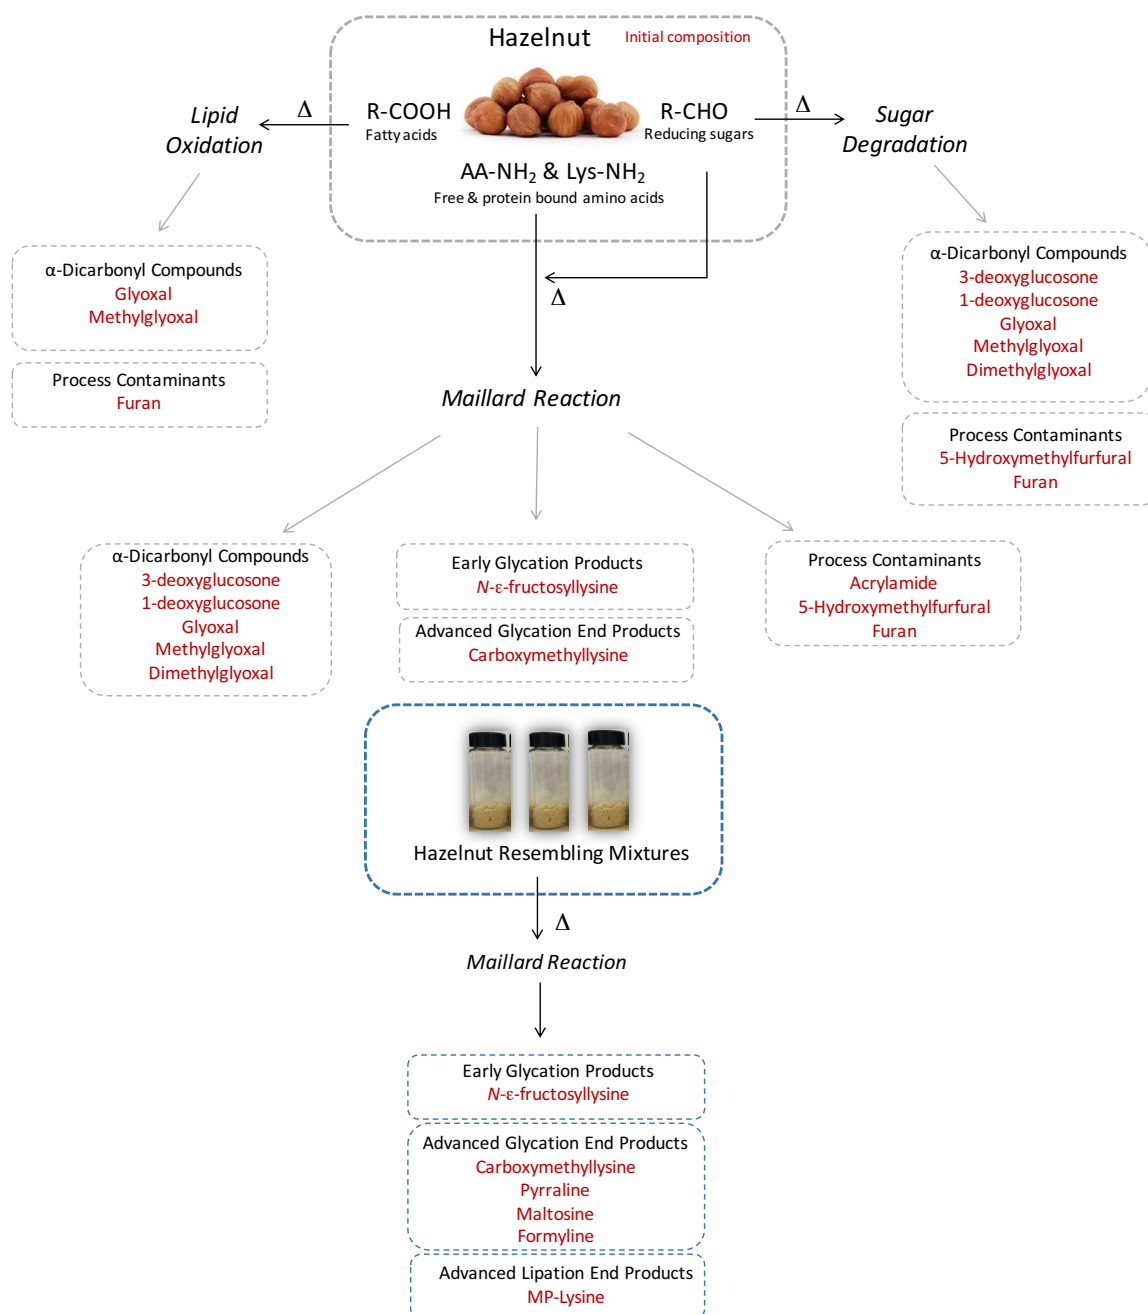 Hazelnut Initial composition
Lipid
Oxidation
Δ
R-COOH
Fatty acids
R-CHO
Reducing sugars
Δ
Sugar
Degradation
AA-NH₂ & Lys-NH₂
Free & protein bound amino acids
α-Dicarbonyl Compounds
Glyoxal
Methylglyoxal
Process Contaminants
Furan
Δ
α-Dicarbonyl Compounds
3-deoxyglucosone
1-deoxyglucosone
Glyoxal
Methylglyoxal
Dimethylglyoxal
Process Contaminants
5-Hydroxymethylfurfural
Furan
Maillard Reaction
α-Dicarbonyl Compounds
3-deoxyglucosone
1-deoxyglucosone
Glyoxal
Methylglyoxal
Dimethylglyoxal
Early Glycation Products
N-ε-fructosyllysine
Advanced Glycation End Products
Carboxymethyllysine
Process Contaminants
Acrylamide
5-Hydroxymethylfurfural
Furan
Hazelnut Resembling Mixtures
Δ
Maillard Reaction
Early Glycation Products
N-ε-fructosyllysine
Advanced Glycation End Products
Carboxymethyllysine
Pyrraline
Maltosine
Formyline
Advanced Lipation End Products
MP-Lysine